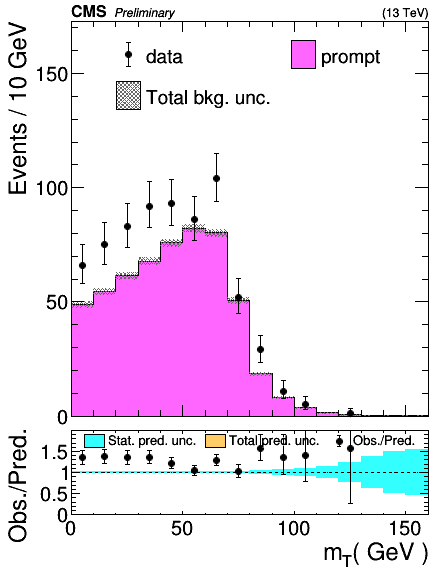 CMS Preliminary (13 TeV)
Events / 10 GeV
data
prompt
Total bkg. unc.
150
100
50
0
Obs./Pred.
Stat. pred. unc.
Total pred. unc.
Obs./Pred.
1.5
1
0.5
0
0 50 100 150
mT( GeV )